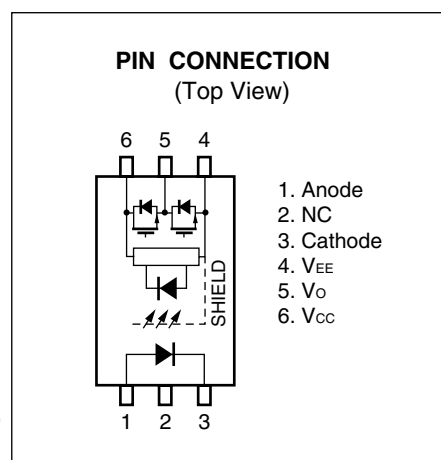 PIN CONNECTION
(Top View)
6 5 4
SHIELD
1 2 3
1. Anode
2. NC
3. Cathode
4. VEE
5. VO
6. VCC